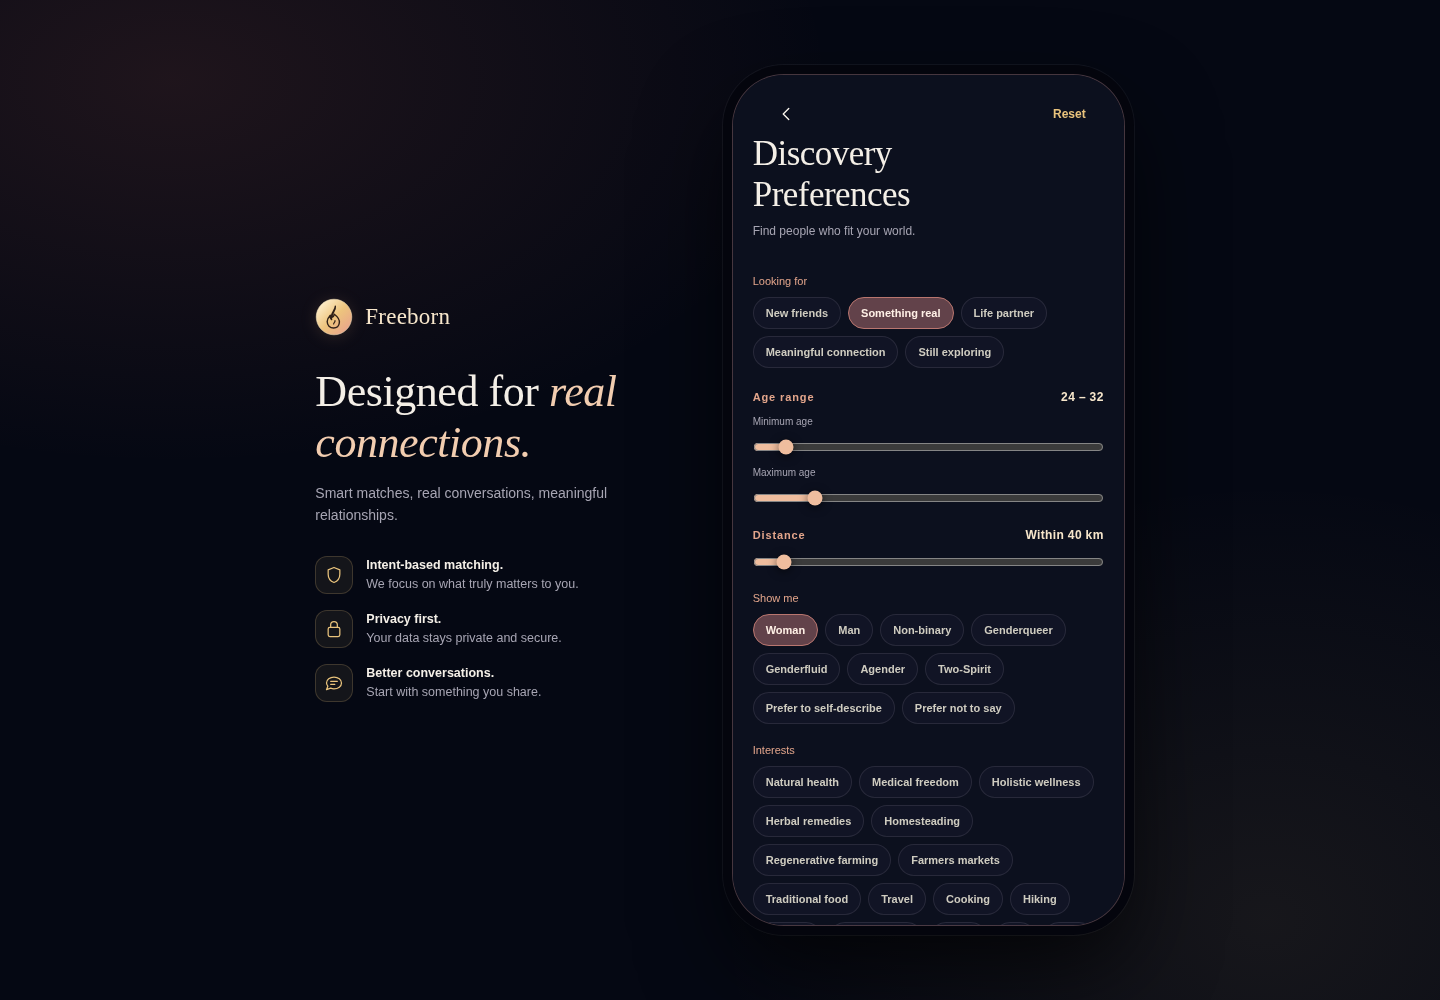 Freeborn
Designed for real
connections.
Smart matches, real conversations, meaningful
relationships.
Intent-based matching.
We focus on what truly matters to you.
Privacy first.
Your data stays private and secure.
Better conversations.
Start with something you share.
Reset
Discovery
Preferences
Find people who fit your world.
Looking for
New friends Something real Life partner
Meaningful connection Still exploring
Age range 24 – 32
Minimum age
Maximum age
Distance Within 40 km
Show me
Woman Man Non-binary Genderqueer
Genderfluid Agender Two-Spirit
Prefer to self-describe Prefer not to say
Interests
Natural health Medical freedom Holistic wellness
Herbal remedies Homesteading
Regenerative farming Farmers markets
Traditional food Travel Cooking Hiking